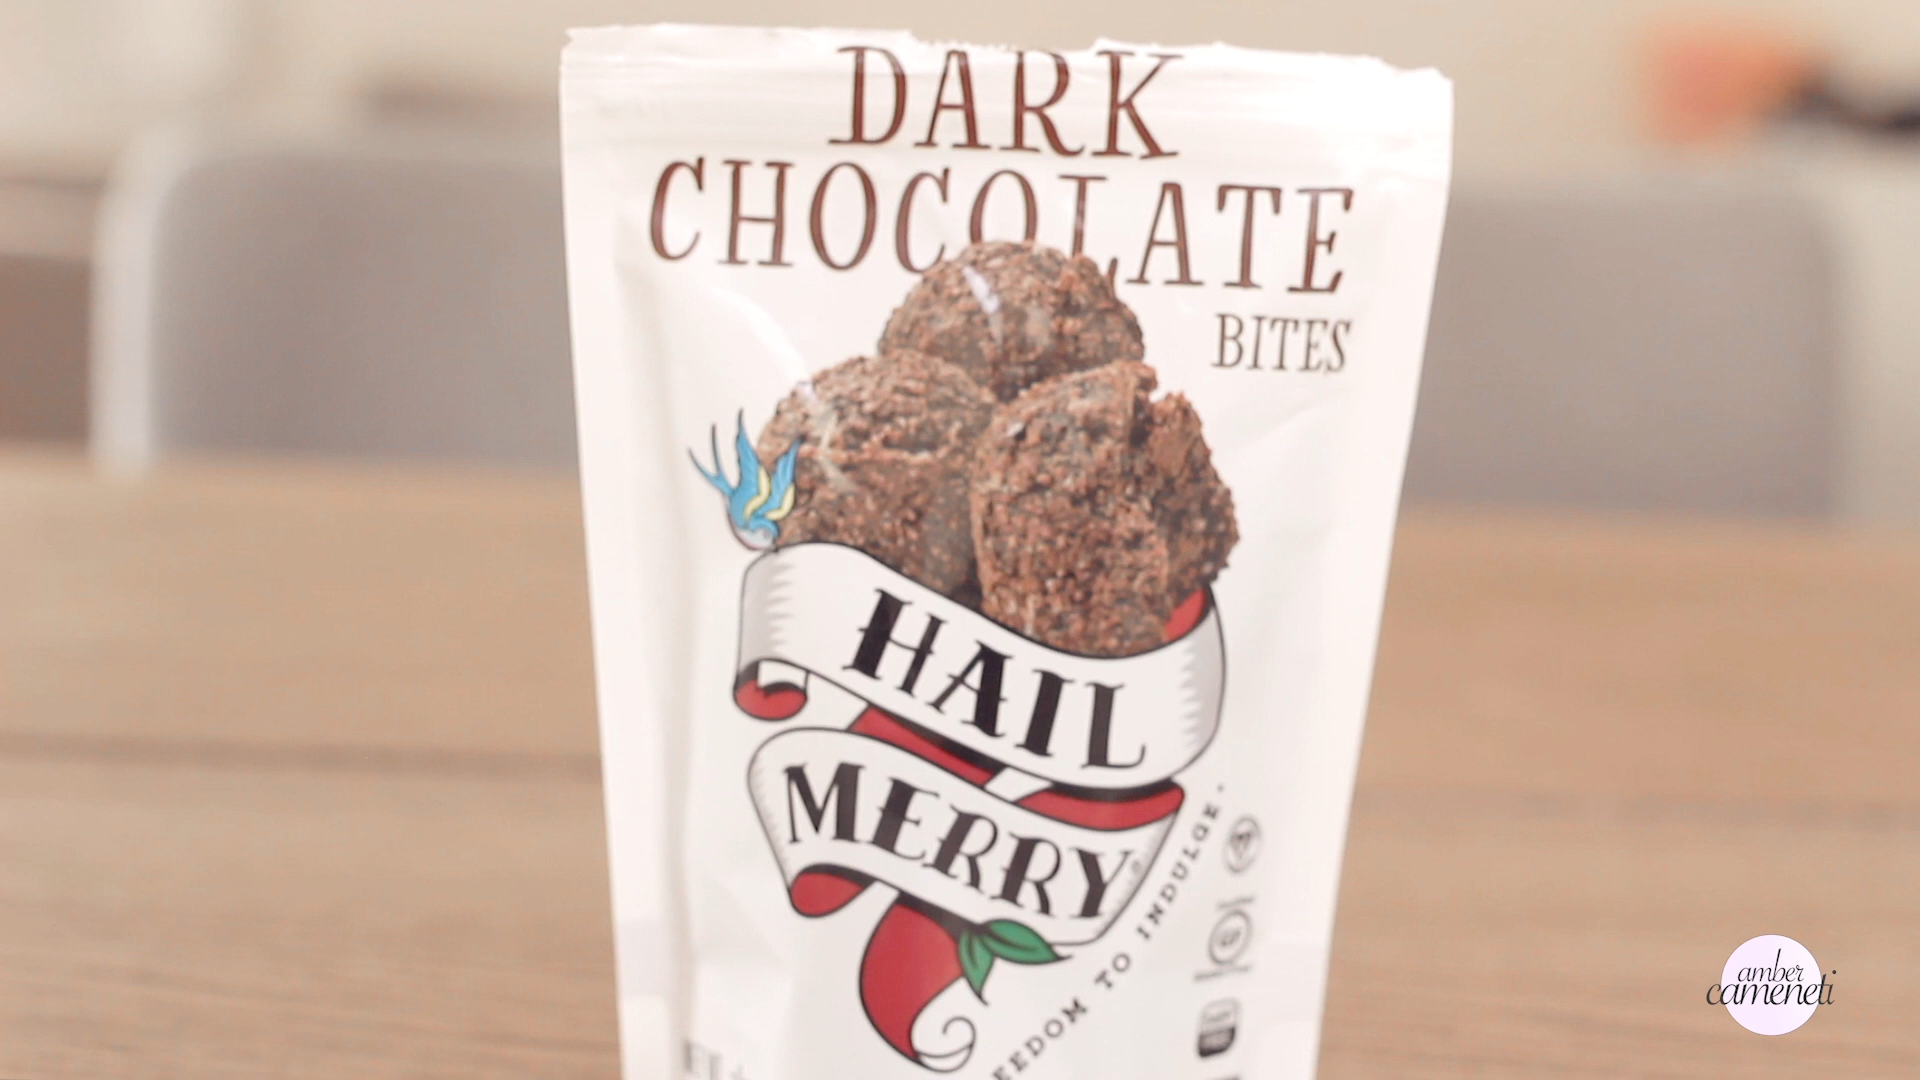 DARK
CHOCOLATE
BITES
HAIL
MERRY
EEDOM TO INDULGE
amber
cameneti